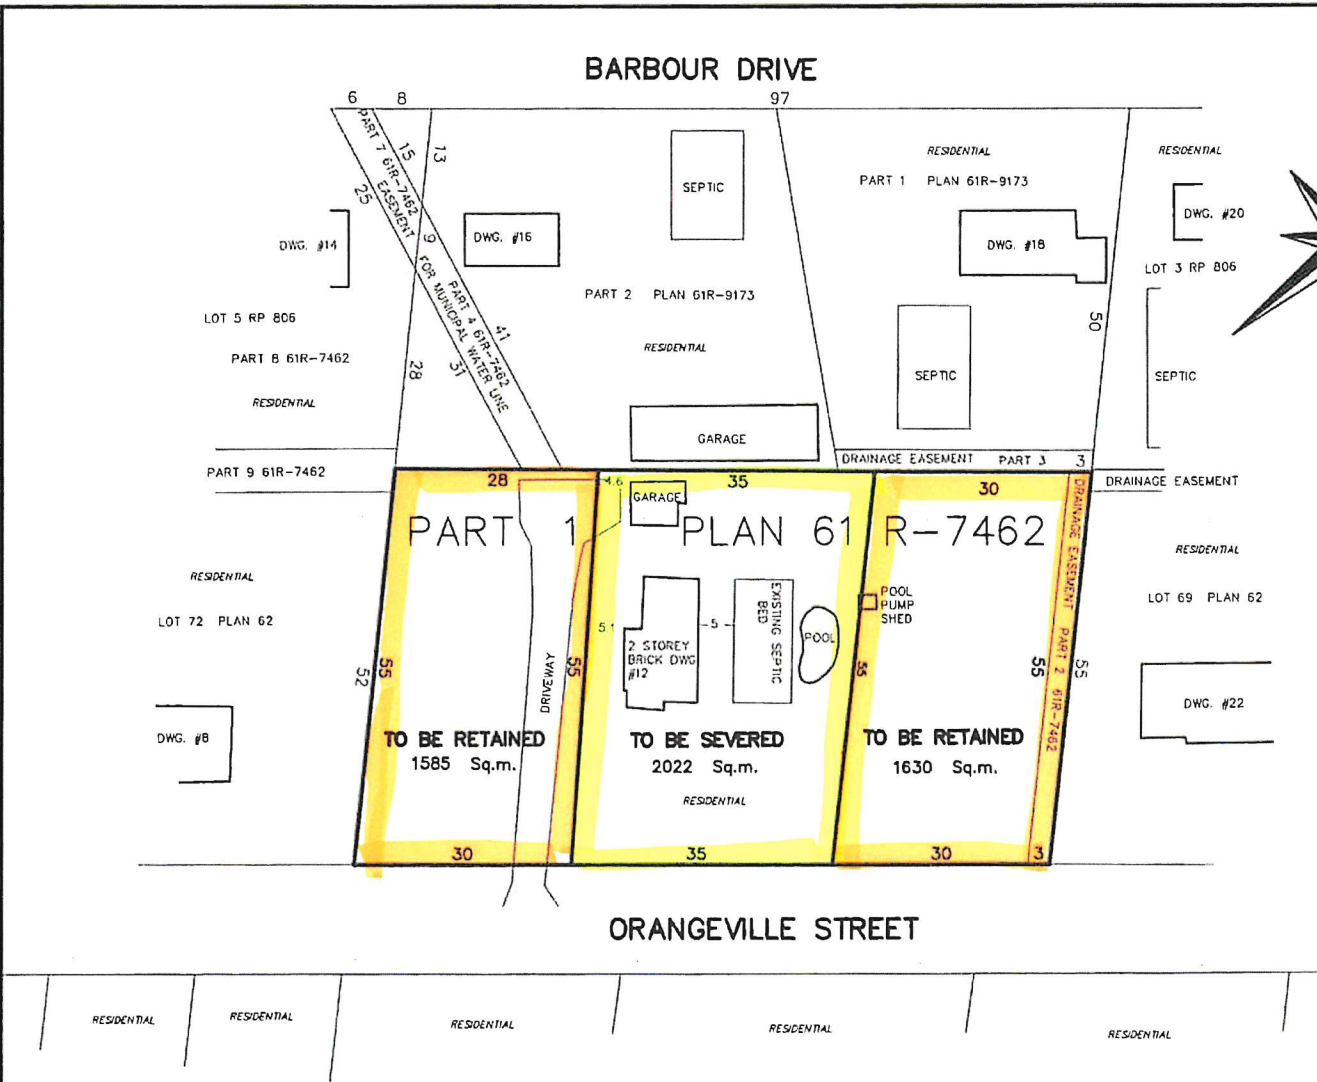 BARBOUR DRIVE
6 8 97
PART 7 61R-7462
EASEMENT
15
13
25
9
SEPTIC
RESIDENTIAL
PART 1 PLAN 61R-9173
RESIDENTIAL
DWG. #14
DWG. #16
DWG. #18
DWG. #20
LOT 3 RP 806
PART 4 61R-7462
FOR MUNICIPAL WATER LINE
41
31
28
PART 2 PLAN 61R-9173
RESIDENTIAL
LOT 5 RP 806
PART 8 61R-7462
RESIDENTIAL
50
SEPTIC
SEPTIC
GARAGE
PART 9 61R-7462
DRAINAGE EASEMENT PART 3 3
DRAINAGE EASEMENT
28 4.6 35 30
GARAGE
PART 1 PLAN 61 R-7462
DRAINAGE EASEMENT PART 2 61R-7462
RESIDENTIAL
LOT 72 PLAN 62
RESIDENTIAL
LOT 69 PLAN 62
POOL
PUMP
SHED
EXISTING SEPTIC
BED
POOL
5.1
5
2 STOREY
BRICK DWG
#12
DRIVEWAY
52
55
55
55
55
55
DWG. #8
DWG. #22
TO BE RETAINED
1585 Sq.m.
TO BE SEVERED
2022 Sq.m.
RESIDENTIAL
TO BE RETAINED
1630 Sq.m.
30 35 30 3
ORANGEVILLE STREET
RESIDENTIAL
RESIDENTIAL
RESIDENTIAL
RESIDENTIAL
RESIDENTIAL